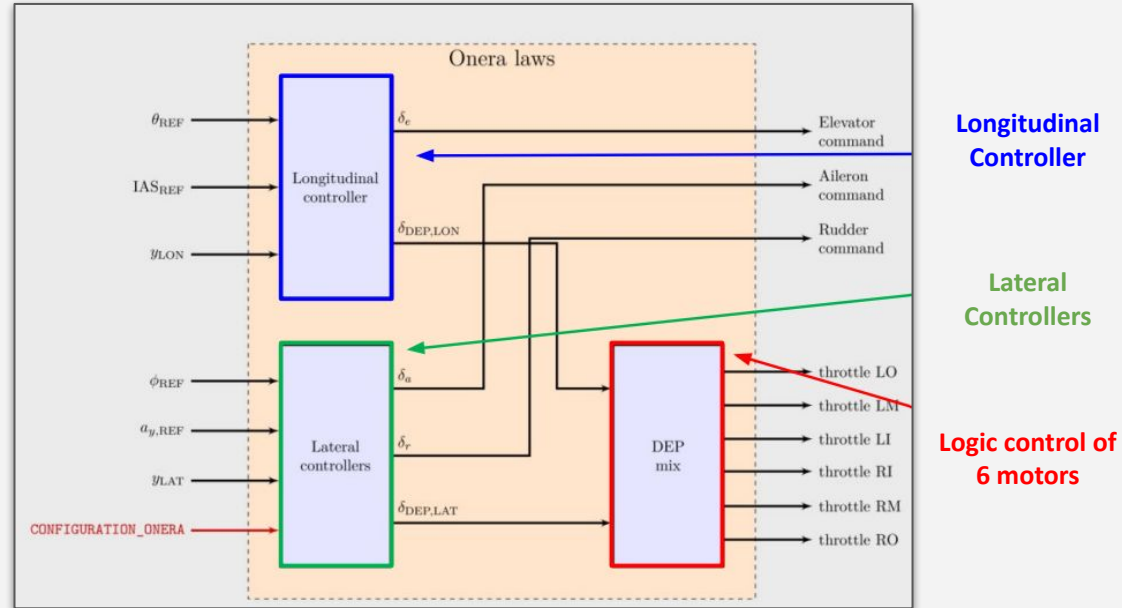 Onera laws
θREF
IASREF
yLON
Longitudinal
controller
δe
δDEP,LON
Elevator
command
Aileron
command
Rudder
command
ϕREF
ay,REF
yLAT
CONFIGURATION_ONERA
Lateral
controllers
δa
δr
δDEP,LAT
DEP
mix
throttle LO
throttle LM
throttle LI
throttle RI
throttle RM
throttle RO
Longitudinal
Controller
Lateral
Controllers
Logic control of
6 motors